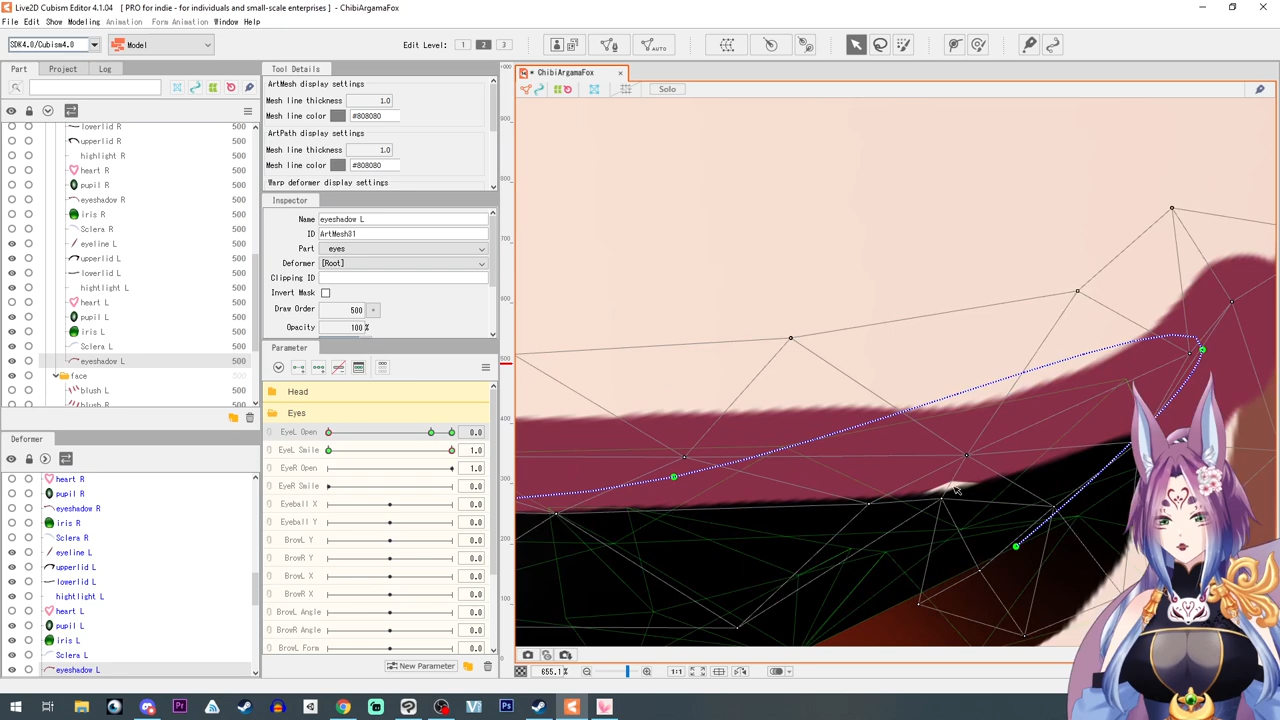 Live2D Cubism Editor 4.1.04 [ PRO for indie - for individuals and small-scale enterprises ] - ChibiArgamaFox
File Edit Show Modeling Animation Form Animation Window Help
SDK4.0/Cubism4.0
Model
Edit Level: 1 2 3
AUTO
Part Project Log
lowerlid R 500
upperlid R 500
highlight R 500
heart R 500
pupil R 500
eyeshadow R 500
iris R 500
Sclera R 500
eyeline L 500
upperlid L 500
lowerlid L 500
hightlight L 500
heart L 500
pupil L 500
iris L 500
Sclera L 500
eyeshadow L 500
face 500
blush L 500
blush R 500
Deformer
heart R
pupil R
eyeshadow R
iris R
Sclera R
eyeline L
upperlid L
lowerlid L
hightlight L
heart L
pupil L
iris L
Sclera L
eyeshadow L
Tool Details
ArtMesh display settings
Mesh line thickness 1.0
Mesh line color #808080
ArtPath display settings
Mesh line thickness 1.0
Mesh line color #808080
Warp deformer display settings
Inspector
Name eyeshadow L
ID ArtMesh31
Part eyes
Deformer [Root]
Clipping ID
Invert Mask
Draw Order 500
Opacity 100 %
Parameter
Head
Eyes
EyeL Open 0.0
EyeL Smile 1.0
EyeR Open 1.0
EyeR Smile 0.0
Eyeball X 0.0
Eyeball Y 0.0
BrowL Y 0.0
BrowR Y 0.0
BrowL X 0.0
BrowR X 0.0
BrowL Angle 0.0
BrowR Angle 0.0
BrowL Form 0.0
New Parameter
* ChibiArgamaFox
Solo
655.1%
1:1